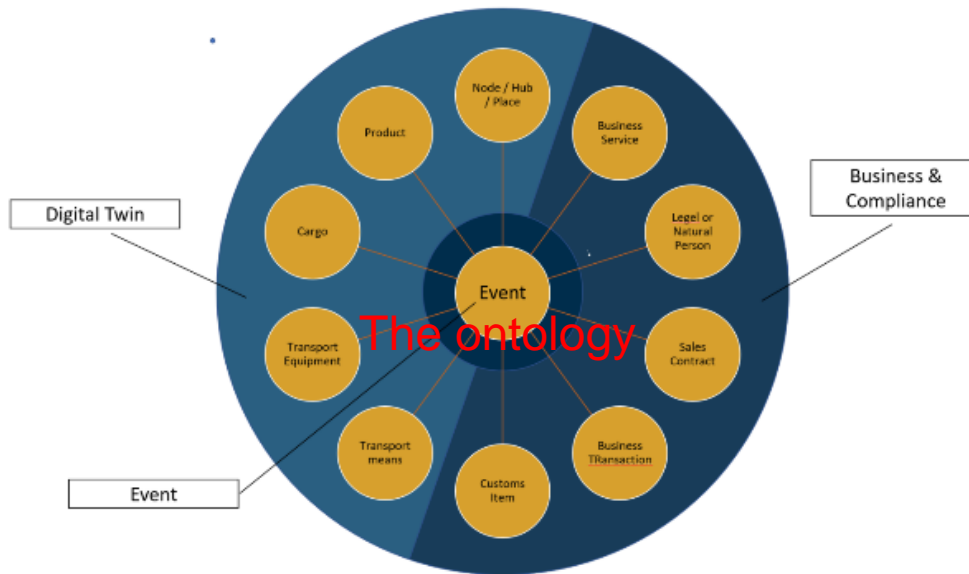 Node / Hub
/ Place
Product
Business
Service
Business &
Compliance
Digital Twin
Cargo
Legel or
Natural
Person
Event
The ontology
Transport
Equipment
Sales
Contract
Transport
means
Business
TRansaction
Customs
Item
Event